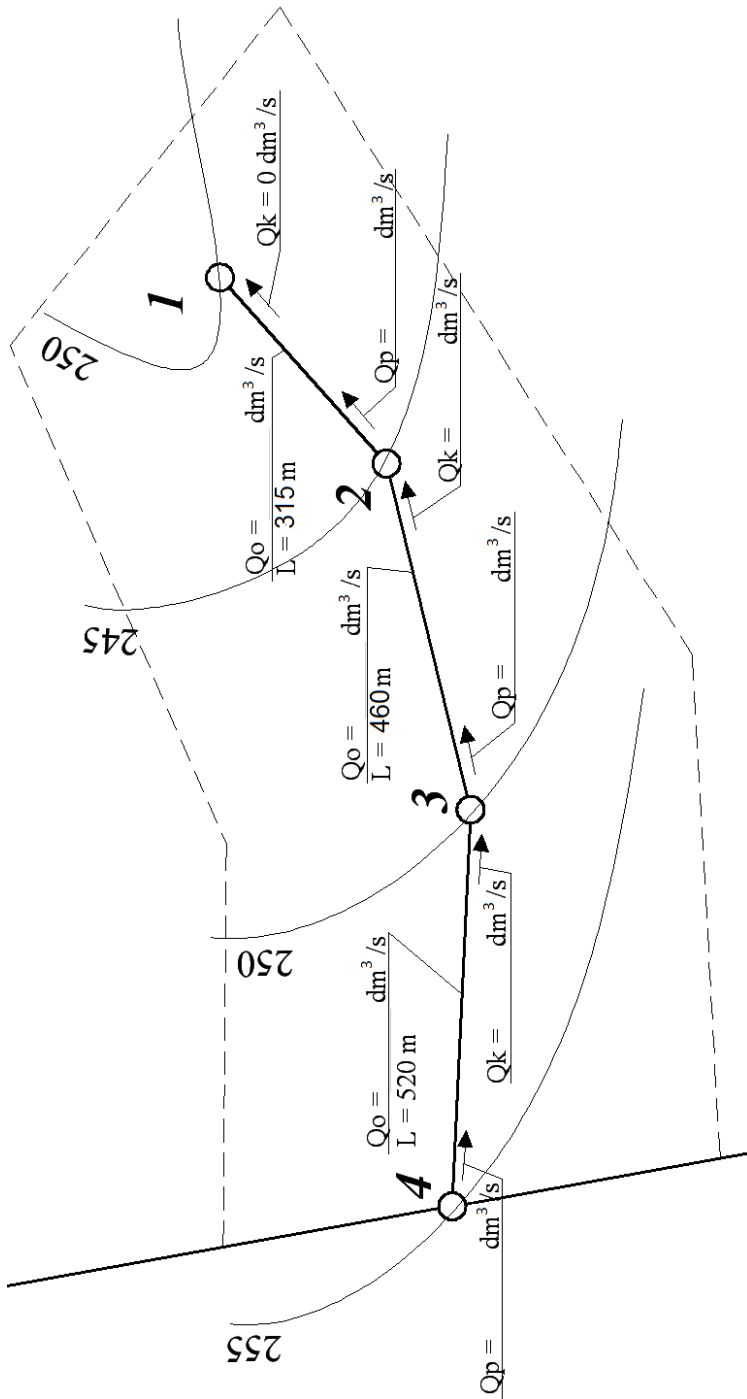 1
Qk = 0 dm³/s
250
Qo = dm³/s
L = 315 m
Qp = dm³/s
2
Qk = dm³/s
245
Qo = dm³/s
L = 460 m
Qp = dm³/s
3
Qk = dm³/s
250
Qo = dm³/s
L = 520 m
4
Qp = dm³/s
255